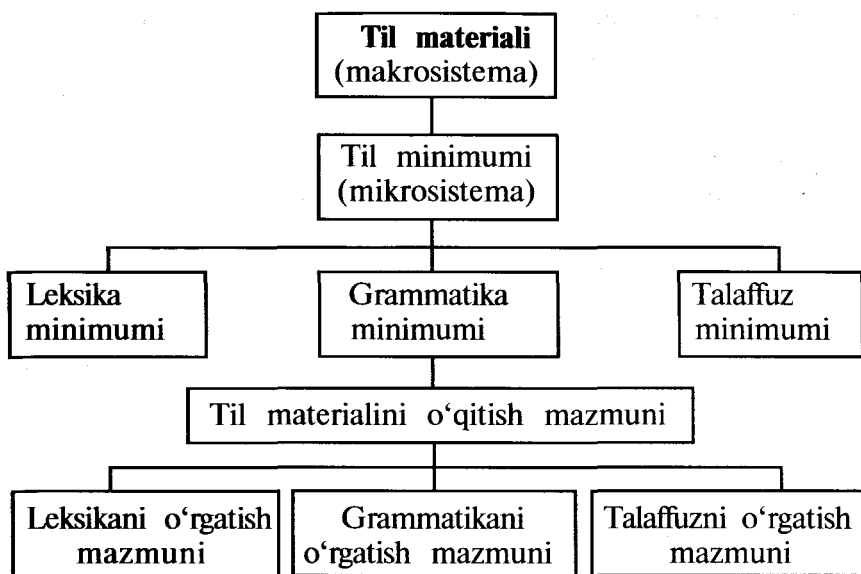 Til materiali
(makrosistema)
Til minimumi
(mikrosistema)
Leksika
minimumi
Grammatika
minimumi
Talaffuz
minimumi
Til materialini o‘qitish mazmuni
Leksikani o‘rgatish
mazmuni
Grammatikani
o‘rgatish mazmuni
Talaffuzni o‘rgatish
mazmuni